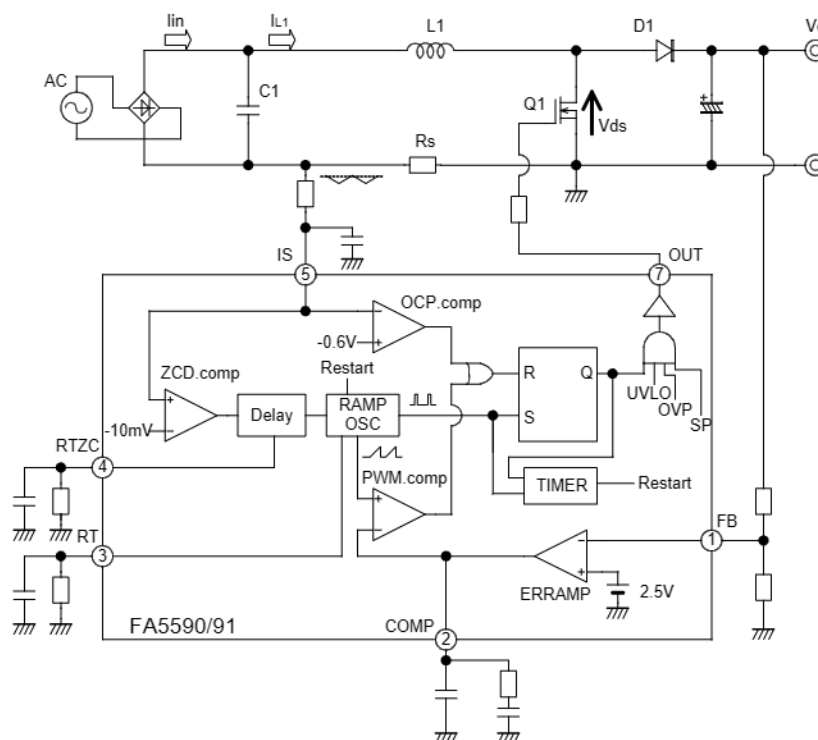 Iin
IL1
L1
D1
AC
C1
Q1
Vds
+
Rs
IS
5
7
OUT
OCP.comp
-
-0.6V
+
ZCD.comp
Restart
+
-10mV
-
Delay
RAMP
OSC
R
Q
S
UVLO
OVP
SP
RTZC
4
PWM.comp
+
-
TIMER
Restart
RT
3
FB
1
-
+
ERRAMP
2.5V
FA5590/91
COMP
2